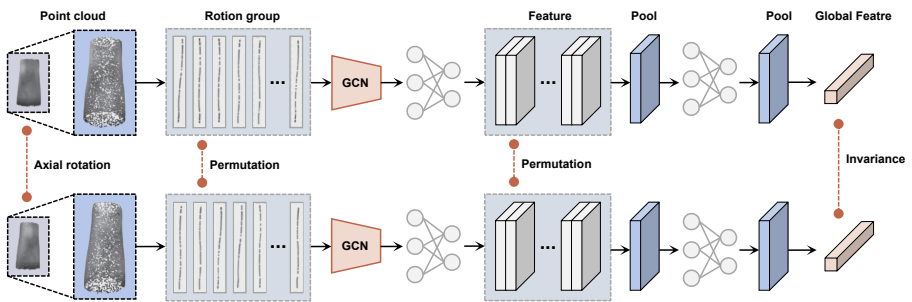 Point cloud
Rotion group
Feature
Pool
Pool
Global Featre
GCN
Axial rotation
Permutation
Permutation
Invariance
GCN